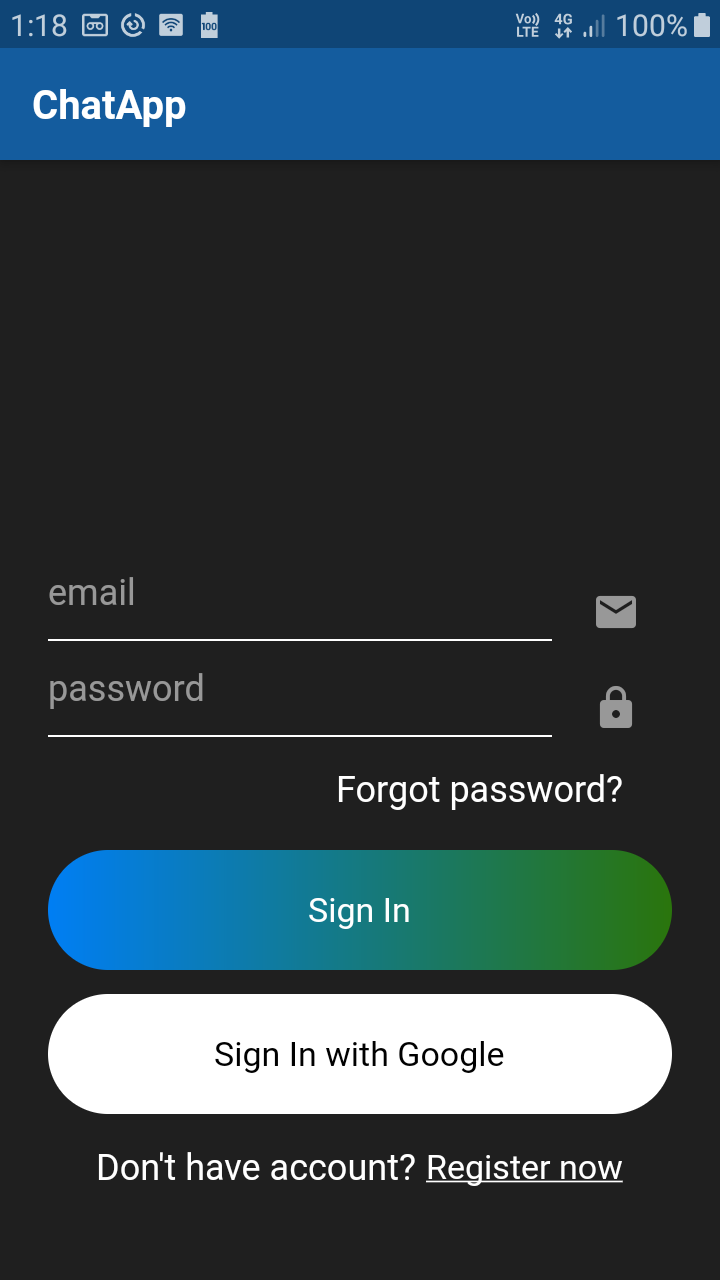 1:18 100 Vo)) LTE 4G 100%
ChatApp
email
password
Forgot password?
Sign In
Sign In with Google
Don't have account? Register now